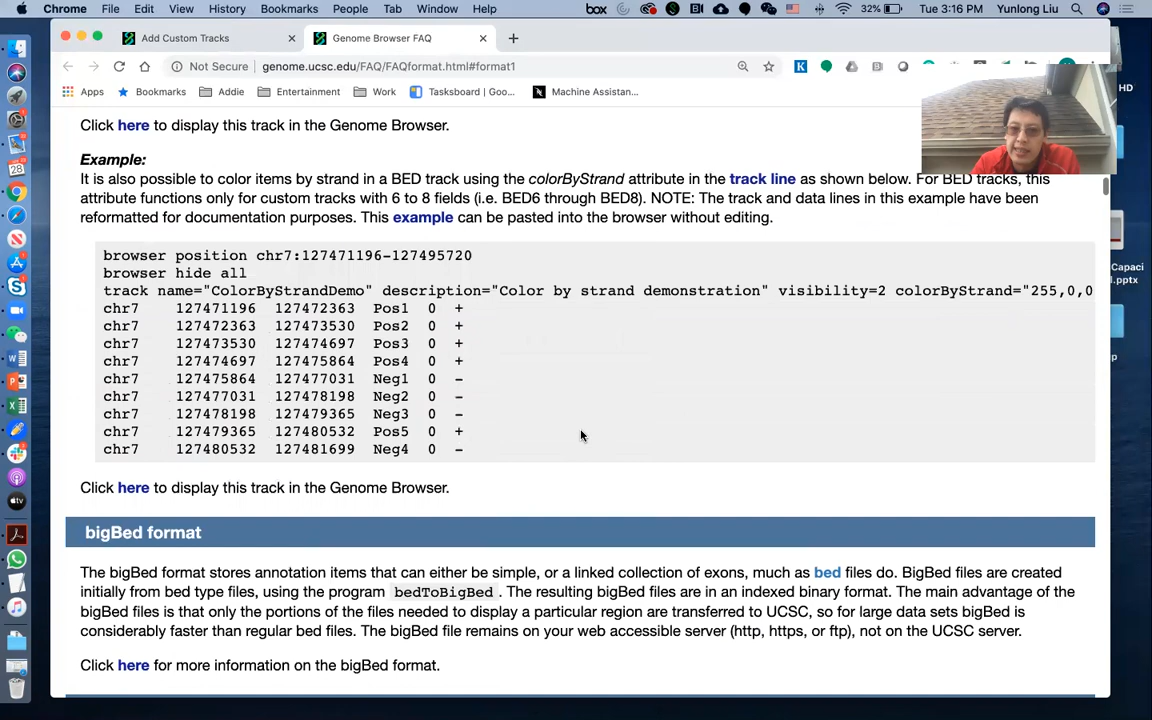 Chrome File Edit View History Bookmarks People Tab Window Help box 32% Tue 3:16 PM Yunlong Liu
Add Custom Tracks Genome Browser FAQ
Not Secure genome.ucsc.edu/FAQ/FAQformat.html#format1
Apps Bookmarks Addie Entertainment Work Tasksboard | Goo... Machine Assistan...
HD
Click here to display this track in the Genome Browser.
Example:
It is also possible to color items by strand in a BED track using the colorByStrand attribute in the track line as shown below. For BED tracks, this
attribute functions only for custom tracks with 6 to 8 fields (i.e. BED6 through BED8). NOTE: The track and data lines in this example have been
reformatted for documentation purposes. This example can be pasted into the browser without editing.
browser position chr7:127471196-127495720
browser hide all
track name="ColorByStrandDemo" description="Color by strand demonstration" visibility=2 colorByStrand="255,0,0
chr7 127471196 127472363 Pos1 0 +
chr7 127472363 127473530 Pos2 0 +
chr7 127473530 127474697 Pos3 0 +
chr7 127474697 127475864 Pos4 0 +
chr7 127475864 127477031 Neg1 0 -
chr7 127477031 127478198 Neg2 0 -
chr7 127478198 127479365 Neg3 0 -
chr7 127479365 127480532 Pos5 0 +
chr7 127480532 127481699 Neg4 0 -
Capaci
l.pptx
Click here to display this track in the Genome Browser.
bigBed format
The bigBed format stores annotation items that can either be simple, or a linked collection of exons, much as bed files do. BigBed files are created
initially from bed type files, using the program bedToBigBed. The resulting bigBed files are in an indexed binary format. The main advantage of the
bigBed files is that only the portions of the files needed to display a particular region are transferred to UCSC, so for large data sets bigBed is
considerably faster than regular bed files. The bigBed file remains on your web accessible server (http, https, or ftp), not on the UCSC server.
Click here for more information on the bigBed format.